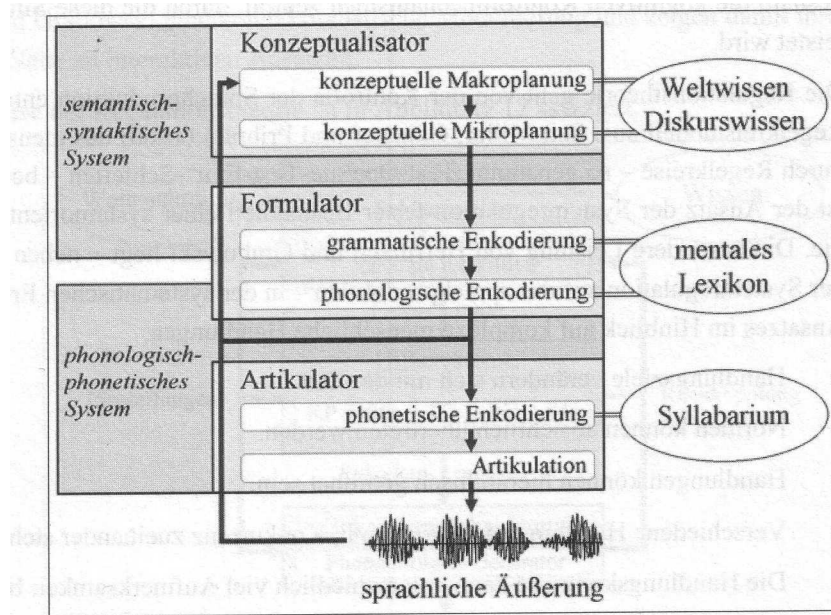 Konzeptualisator
konzeptuelle Makroplanung
konzeptuelle Mikroplanung
Weltwissen
Diskurswissen
semantisch-
syntaktisches
System
Formulator
grammatische Enkodierung
phonologische Enkodierung
mentales
Lexikon
phonologisch-
phonetisches
System
Artikulator
phonetische Enkodierung
Artikulation
Syllabarium
sprachliche Äußerung